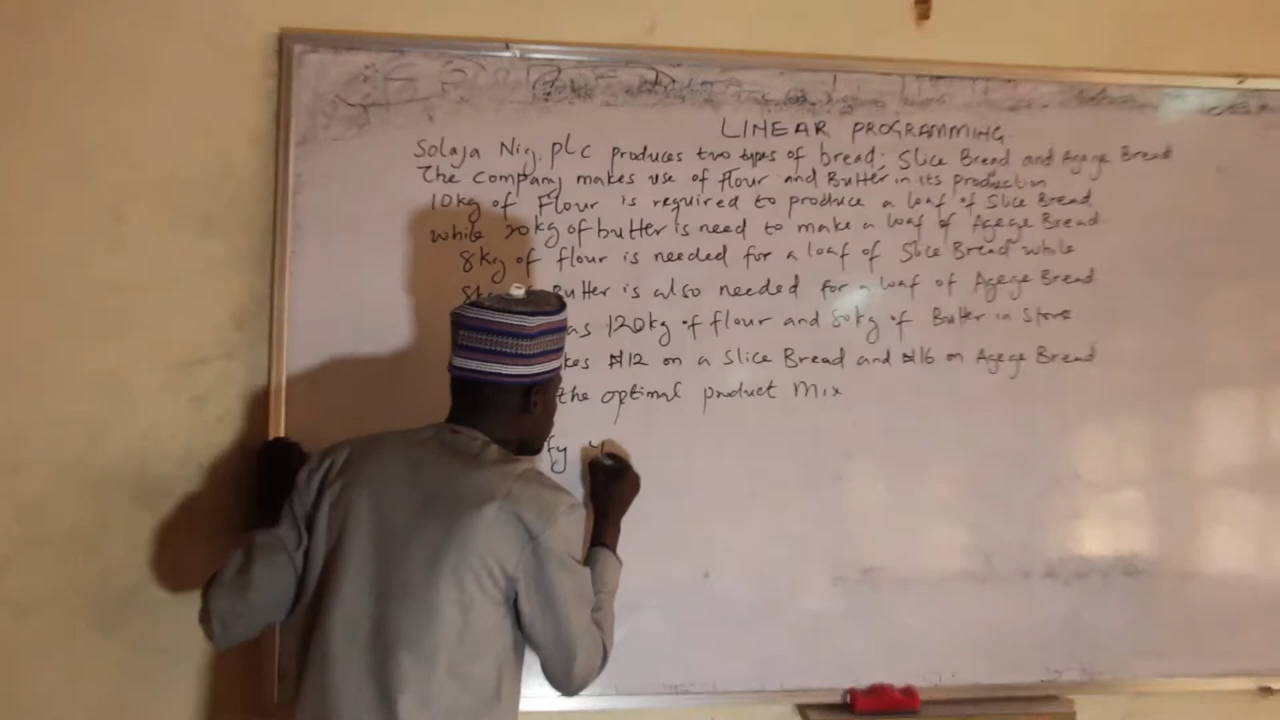 LINEAR PROGRAMMING
Solaja Nig. plc produces two types of bread; Slice Bread and Agege Bread
The company makes use of flour and Butter in its production
10kg of Flour is required to produce a loaf of Slice Bread
while 20kg of butter is need to make a loaf of Agege Bread
8kg of flour is needed for a loaf of Slice Bread while
Butter is also needed for a loaf of Agege Bread
as 120kg of flour and 80kg of Butter in Store
kes ₦12 on a Slice Bread and ₦16 on Agege Bread
the optimal product Mix
fy